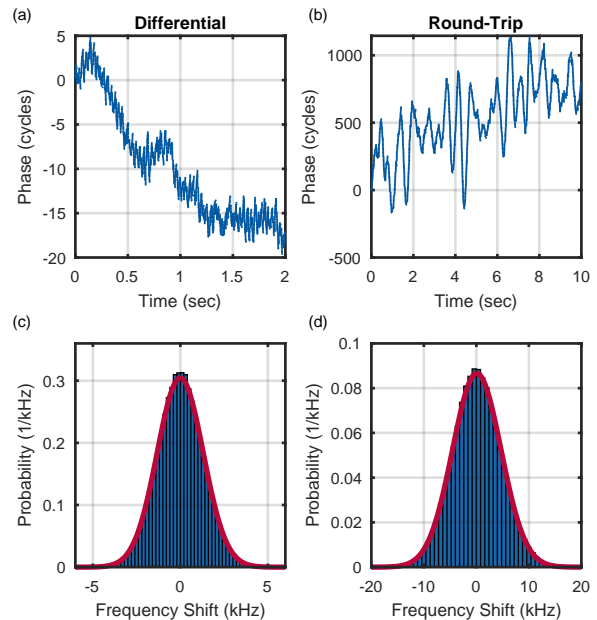 (a)
Differential
5
0
-5
-10
-15
-20
Phase (cycles)
0
0.5
1
1.5
2
Time (sec)
(b)
Round-Trip
1000
500
0
-500
Phase (cycles)
0
2
4
6
8
10
Time (sec)
(c)
0.3
0.2
0.1
0
Probability (1/kHz)
-5
0
5
Frequency Shift (kHz)
(d)
0.1
0.08
0.06
0.04
0.02
0
Probability (1/kHz)
-20
-10
0
10
20
Frequency Shift (kHz)